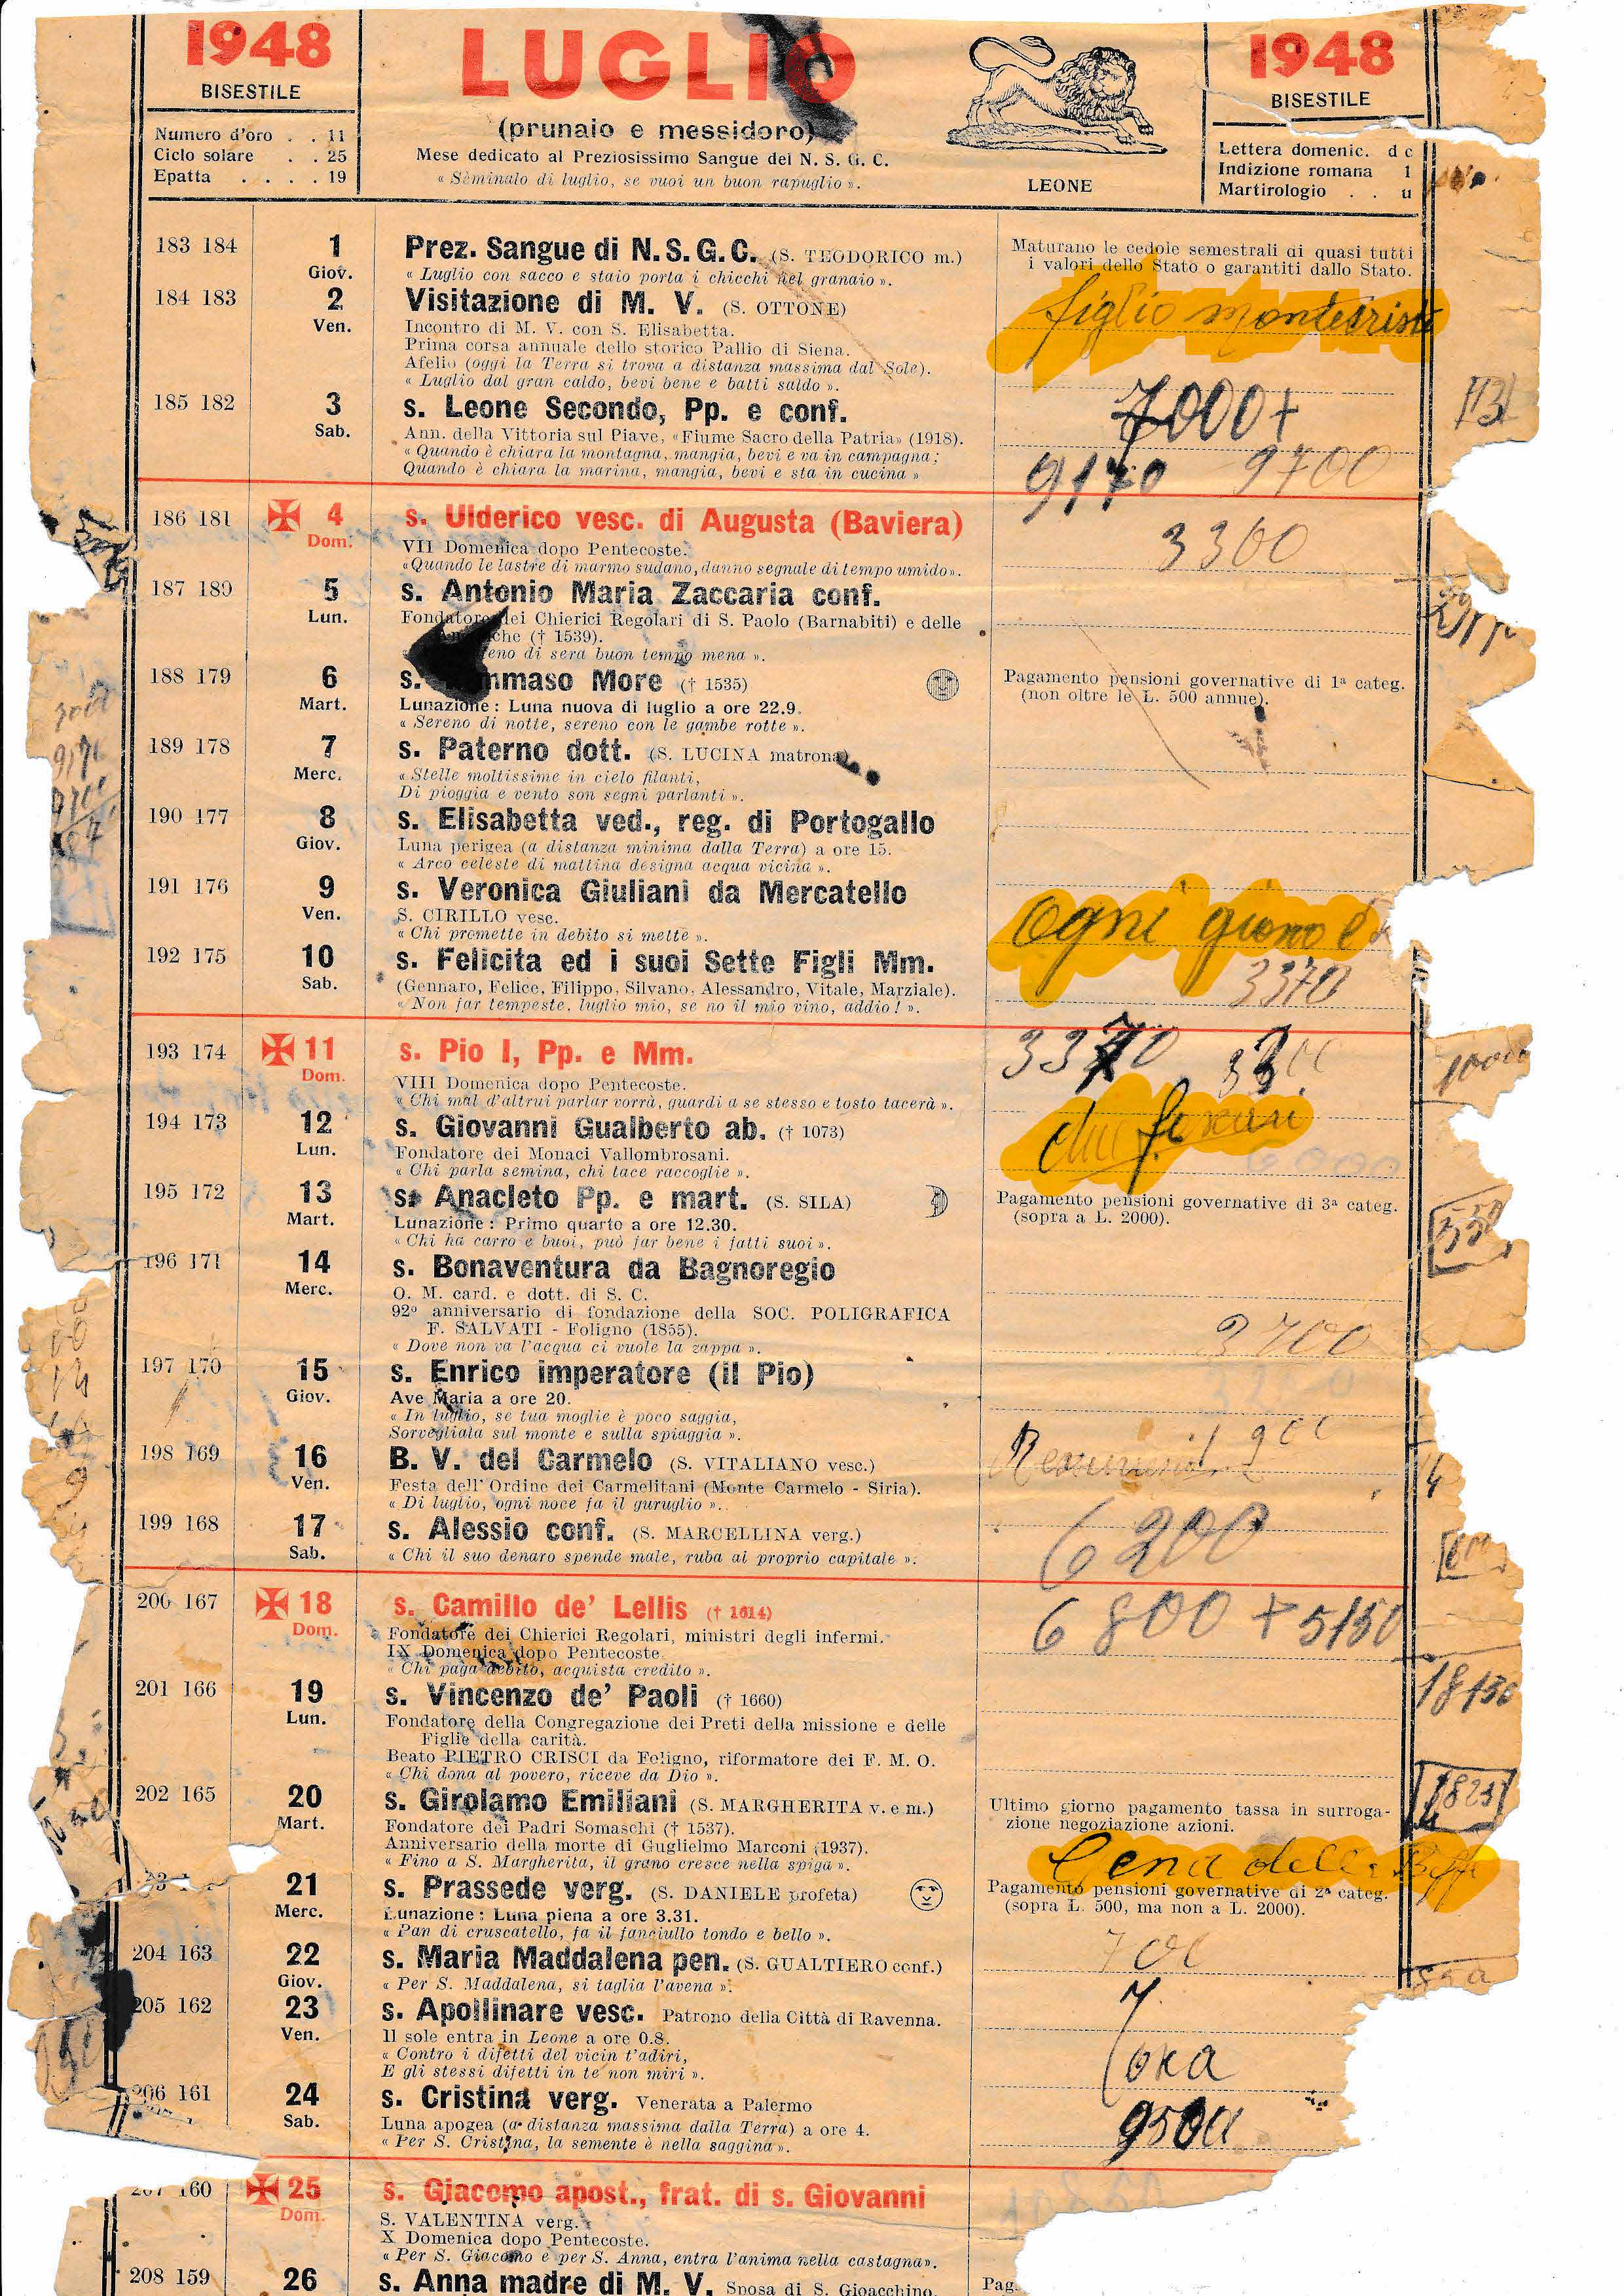 1948
BISESTILE
Numero d'oro . . 11
Ciclo solare . . 25
Epatta . . . . 19
LUGLIO
(prunaio e messidoro)
Mese dedicato al Preziosissimo Sangue del N. S. G. C.
« Sèminalo di luglio, se vuoi un buon rapuglio ».
LEONE
1948
BISESTILE
Lettera domenic. d c
Indizione romana 1
Martirologio . . u
183 184 1 Giov. Prez. Sangue di N. S. G. C. (S. TEODORICO m.)
« Luglio con sacco e staio porta i chicchi nel granaio ».
Maturano le cedole semestrali di quasi tutti
i valori dello Stato o garantiti dallo Stato.
184 183 2 Ven. Visitazione di M. V. (S. OTTONE)
Incontro di M. V. con S. Elisabetta.
Prima corsa annuale dello storico Pallio di Siena.
Afelio (oggi la Terra si trova a distanza massima dal Sole).
« Luglio dal gran caldo, bevi bene e batti saldo ».
figlio montecristo
185 182 3 Sab. s. Leone Secondo, Pp. e conf.
Ann. della Vittoria sul Piave, «Fiume Sacro della Patria» (1918).
« Quando è chiara la montagna, mangia, bevi e va in campagna;
Quando è chiara la marina, mangia, bevi e sta in cucina »
7000+
9170 9700
186 181 4 Dom. s. Ulderico vesc. di Augusta (Baviera)
VII Domenica dopo Pentecoste.
«Quando le lastre di marmo sudano, danno segnale di tempo umido».
3300
187 189 5 Lun. s. Antonio Maria Zaccaria conf.
Fondatore dei Chierici Regolari di S. Paolo (Barnabiti) e delle
che († 1539).
di sera buon tempo mena ».
188 179 6 Mart. s. mmaso More († 1535)
Lunazione : Luna nuova di luglio a ore 22.9.
« Sereno di notte, sereno con le gambe rotte ».
Pagamento pensioni governative di 1ª categ.
(non oltre le L. 500 annue).
189 178 7 Merc. s. Paterno dott. (S. LUCINA matrona)
« Stelle moltissime in cielo filanti,
Di pioggia e vento son segni parlanti ».
190 177 8 Giov. s. Elisabetta ved., reg. di Portogallo
Luna perigea (a distanza minima dalla Terra) a ore 15.
« Arco celeste di mattina designa acqua vicina ».
191 176 9 Ven. s. Veronica Giuliani da Mercatello
S. CIRILLO vesc.
« Chi promette in debito si mette ».
Ogni giorno è
192 175 10 Sab. s. Felicita ed i suoi Sette Figli Mm.
(Gennaro, Felice, Filippo, Silvano, Alessandro, Vitale, Marziale).
« Non far tempeste, luglio mio, se no il mio vino, addio ! ».
3370
193 174 11 Dom. s. Pio I, Pp. e Mm.
VIII Domenica dopo Pentecoste.
« Chi mal d'altrui parlar vorrà, guardi a se stesso e tosto tacerà ».
3370
194 173 12 Lun. s. Giovanni Gualberto ab. († 1073)
Fondatore dei Monaci Vallombrosani.
« Chi parla semina, chi tace raccoglie ».
due foscari
195 172 13 Mart. s. Anacleto Pp. e mart. (S. SILA)
Lunazione : Primo quarto a ore 12.30.
« Chi ha carro e buoi, può far bene i fatti suoi ».
Pagamento pensioni governative di 3ª categ.
(sopra a L. 2000).
196 171 14 Merc. s. Bonaventura da Bagnoregio
O. M. card. e dott. di S. C.
92º anniversario di fondazione della SOC. POLIGRAFICA
F. SALVATI - Foligno (1855).
« Dove non va l'acqua ci vuole la zappa ».
3700
197 170 15 Giov. s. Enrico imperatore (il Pio)
Ave Maria a ore 20.
« In luglio, se tua moglie è poco saggia,
Sorvegliala sul monte e sulla spiaggia ».
198 169 16 Ven. B. V. del Carmelo (S. VITALIANO vesc.)
Festa dell' Ordine dei Carmelitani (Monte Carmelo - Siria).
« Di luglio, ogni noce fa il guruglio ».
900
199 168 17 Sab. s. Alessio conf. (S. MARCELLINA verg.)
« Chi il suo denaro spende male, ruba al proprio capitale ».
6200
200 167 18 Dom. s. Camillo de' Lellis († 1614)
Fondatore dei Chierici Regolari, ministri degli infermi.
IX Domenica dopo Pentecoste
« Chi paga debito, acquista credito ».
6800 + 5150
201 166 19 Lun. s. Vincenzo de' Paoli († 1660)
Fondatore della Congregazione dei Preti della missione e delle
Figlie della carità.
Beato PIETRO CRISCI da Foligno, riformatore dei F. M. O.
« Chi dona al povero, riceve da Dio ».
202 165 20 Mart. s. Girolamo Emiliani (S. MARGHERITA v. e m.)
Fondatore dei Padri Somaschi († 1537).
Anniversario della morte di Guglielmo Marconi (1937).
« Fino a S. Margherita, il grano cresce nella spiga ».
Ultimo giorno pagamento tassa in surroga-
zione negoziazione azioni.
Cena delle Beffe
21 Merc. s. Prassede verg. (S. DANIELE profeta)
Lunazione : Luna piena a ore 3.31.
« Pan di cruscatello, fa il fanciullo tondo e bello ».
Pagamento pensioni governative di 2ª categ.
(sopra L. 500, ma non a L. 2000).
204 163 22 Giov. s. Maria Maddalena pen. (S. GUALTIERO conf.)
« Per S. Maddalena, si taglia l'avena ».
700
205 162 23 Ven. s. Apollinare vesc. Patrono della Città di Ravenna.
Il sole entra in Leone a ore 0.8.
« Contro i difetti del vicin t'adiri,
E gli stessi difetti in te non miri ».
206 161 24 Sab. s. Cristina verg. Venerata a Palermo
Luna apogea (a distanza massima dalla Terra) a ore 4.
« Per S. Cristina, la semente è nella saggina ».
9500
160 25 Dom. s. Giacomo apost., frat. di s. Giovanni
S. VALENTINA verg.
X Domenica dopo Pentecoste.
« Per S. Giacomo e per S. Anna, entra l'anima nella castagna».
208 159 26 s. Anna madre di M. V. Sposa di S. Gioacchino.
Pag.